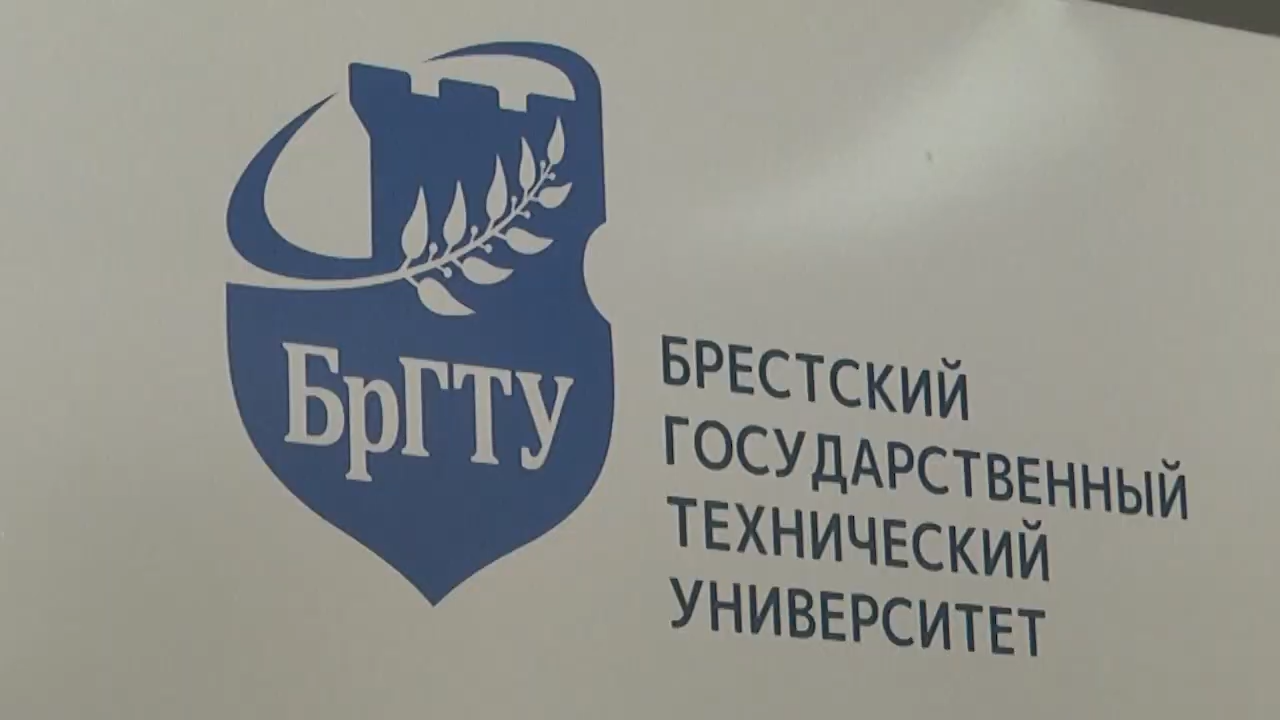 БрГТУ
БРЕСТСКИЙ
ГОСУДАРСТВЕННЫЙ
ТЕХНИЧЕСКИЙ
УНИВЕРСИТЕТ